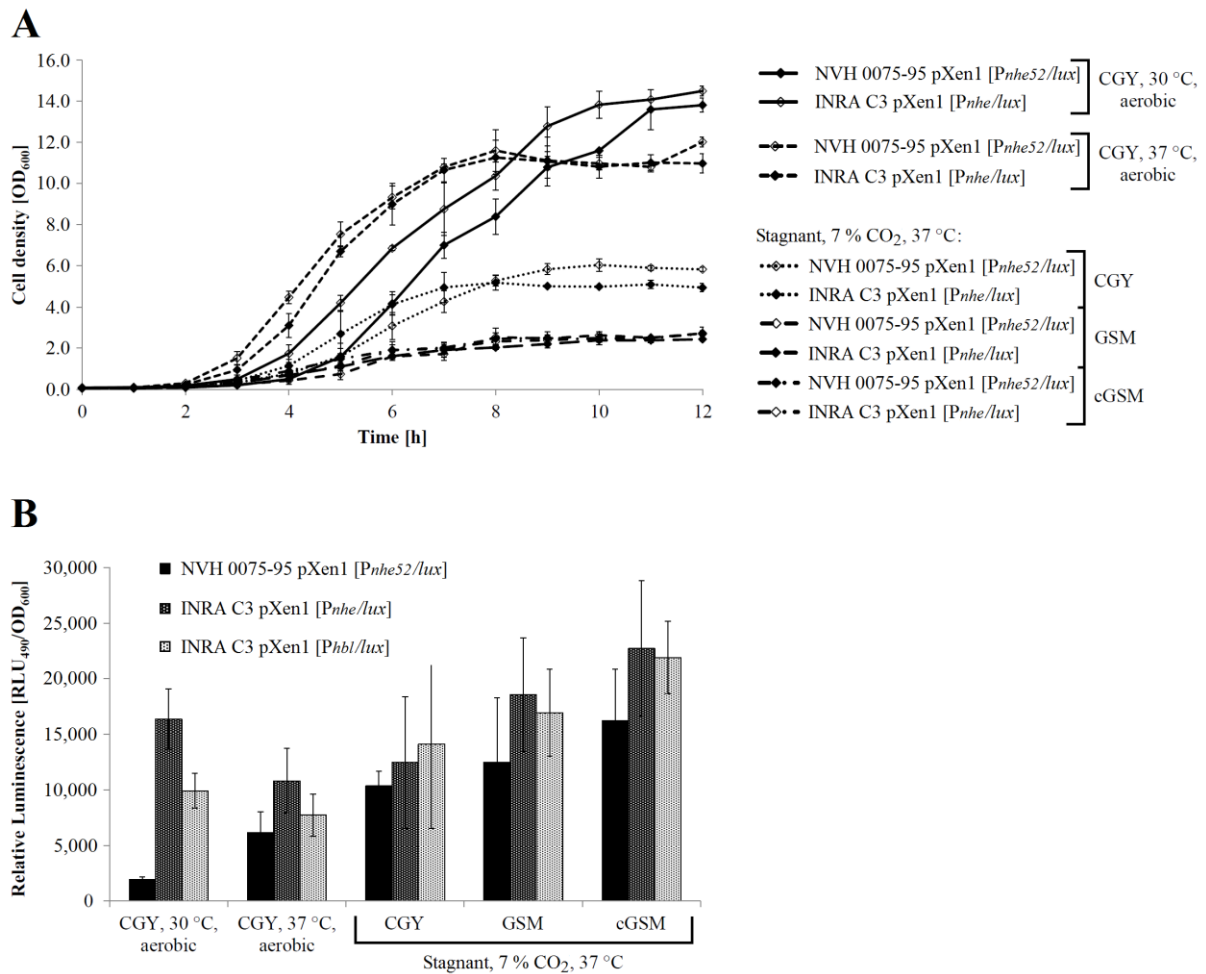 A
16.0
14.0
12.0
10.0
8.0
6.0
4.0
2.0
0.0
Cell density [OD600]
0 2 4 6 8 10 12
Time [h]
NVH 0075-95 pXen1 [Pnhe52/lux]
INRA C3 pXen1 [Pnhe/lux]
CGY, 30 °C,
aerobic
NVH 0075-95 pXen1 [Pnhe52/lux]
INRA C3 pXen1 [Pnhe/lux]
CGY, 37 °C,
aerobic
Stagnant, 7 % CO2, 37 °C:
NVH 0075-95 pXen1 [Pnhe52/lux]
INRA C3 pXen1 [Pnhe/lux]
CGY
NVH 0075-95 pXen1 [Pnhe52/lux]
INRA C3 pXen1 [Pnhe/lux]
GSM
NVH 0075-95 pXen1 [Pnhe52/lux]
INRA C3 pXen1 [Pnhe/lux]
cGSM
B
30,000
25,000
20,000
15,000
10,000
5,000
0
Relative Luminescence [RLU490/OD600]
NVH 0075-95 pXen1 [Pnhe52/lux]
INRA C3 pXen1 [Pnhe/lux]
INRA C3 pXen1 [Phbl/lux]
CGY, 30 °C,
aerobic
CGY, 37 °C,
aerobic
CGY
GSM
cGSM
Stagnant, 7 % CO2, 37 °C